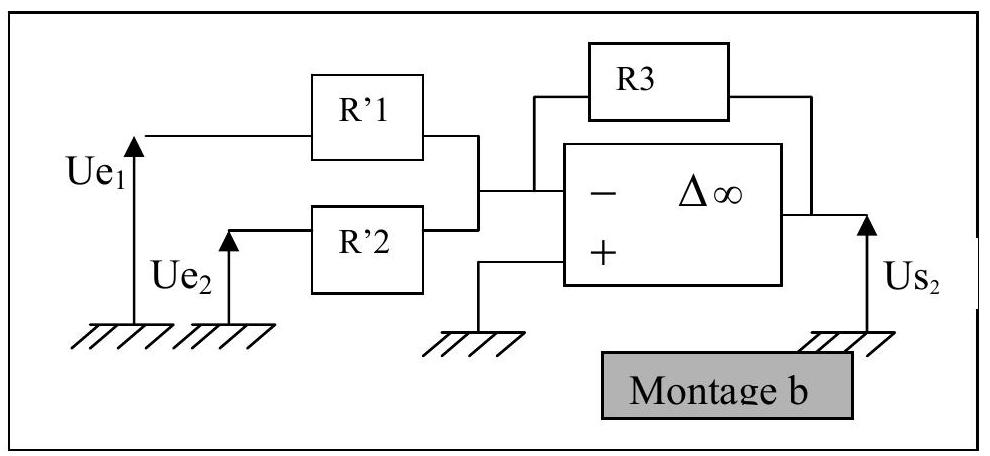 R3
R’1
Ue₁
− Δ∞
R’2
+
Ue₂
Us₂
Montage b